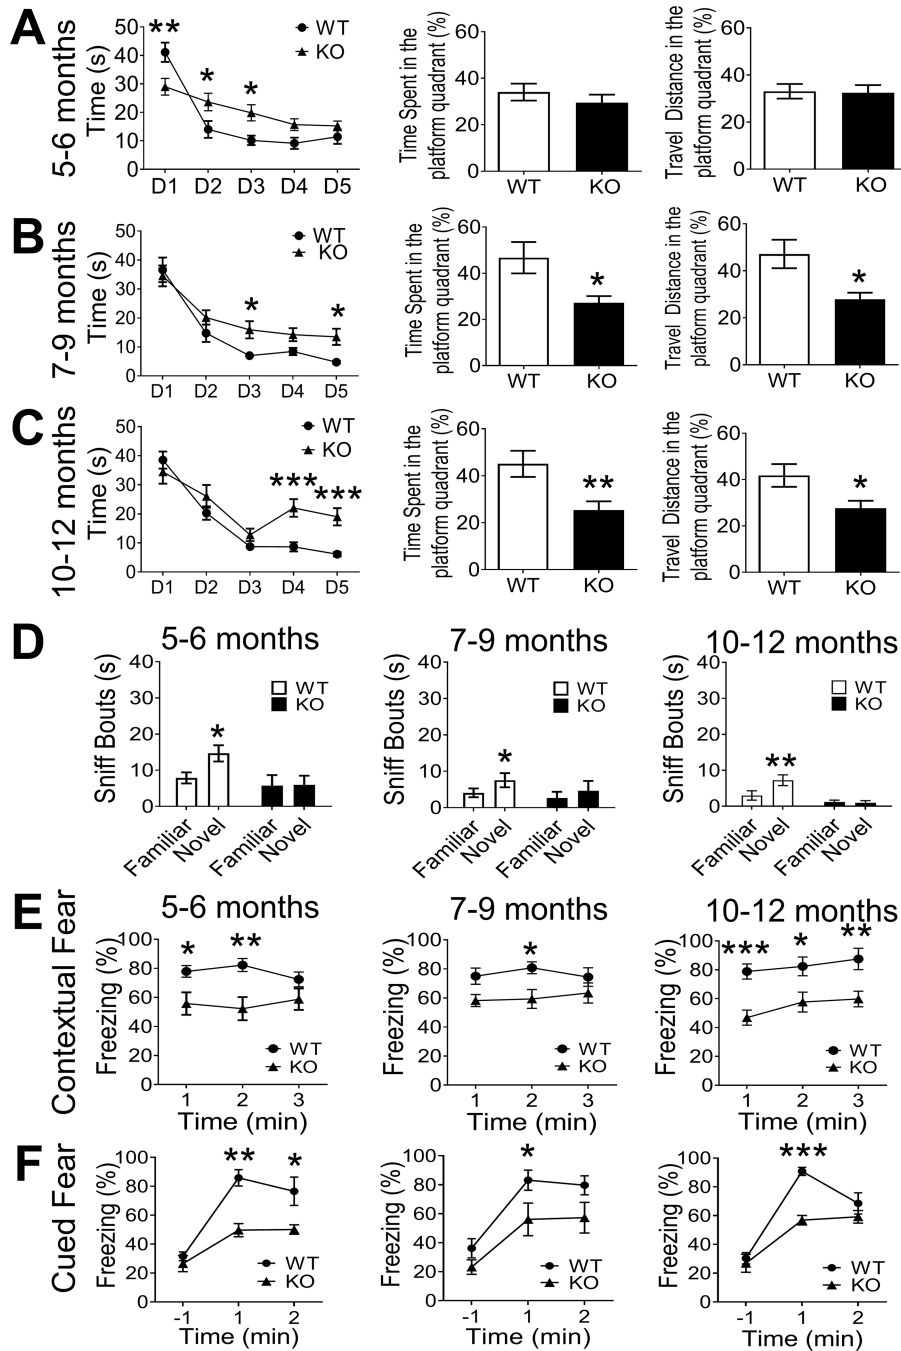 A
5-6 months
Time (s)
50
40
30
20
10
0
**
*
*
WT
KO
D1 D2 D3 D4 D5
Time Spent in the
platform quadrant (%)
60
40
20
0
WT KO
Travel Distance in the
platform quadrant (%)
60
40
20
0
WT KO
B
7-9 months
Time (s)
50
40
30
20
10
0
*
*
WT
KO
D1 D2 D3 D4 D5
Time Spent in the
platform quadrant (%)
60
40
20
0
*
WT KO
Travel Distance in the
platform quadrant (%)
60
40
20
0
*
WT KO
C
10-12 months
Time (s)
50
40
30
20
10
0
***
***
WT
KO
D1 D2 D3 D4 D5
Time Spent in the
platform quadrant (%)
60
40
20
0
**
WT KO
Travel Distance in the
platform quadrant (%)
60
40
20
0
*
WT KO
D
5-6 months
Sniff Bouts (s)
40
30
20
10
0
*
WT
KO
Familiar Novel Familiar Novel
7-9 months
Sniff Bouts (s)
40
30
20
10
0
*
WT
KO
Familiar Novel Familiar Novel
10-12 months
Sniff Bouts (s)
40
30
20
10
0
**
WT
KO
Familiar Novel Familiar Novel
E
Contextual Fear
5-6 months
Freezing (%)
100
80
60
40
20
0
* **
WT
KO
1 2 3
Time (min)
7-9 months
Freezing (%)
100
80
60
40
20
0
*
WT
KO
1 2 3
Time (min)
10-12 months
Freezing (%)
100
80
60
40
20
0
*** * **
WT
KO
1 2 3
Time (min)
F
Cued Fear
Freezing (%)
100
80
60
40
20
0
** *
WT
KO
-1 1 2
Time (min)
Freezing (%)
100
80
60
40
20
0
*
WT
KO
-1 1 2
Time (min)
Freezing (%)
100
80
60
40
20
0
***
WT
KO
-1 1 2
Time (min)